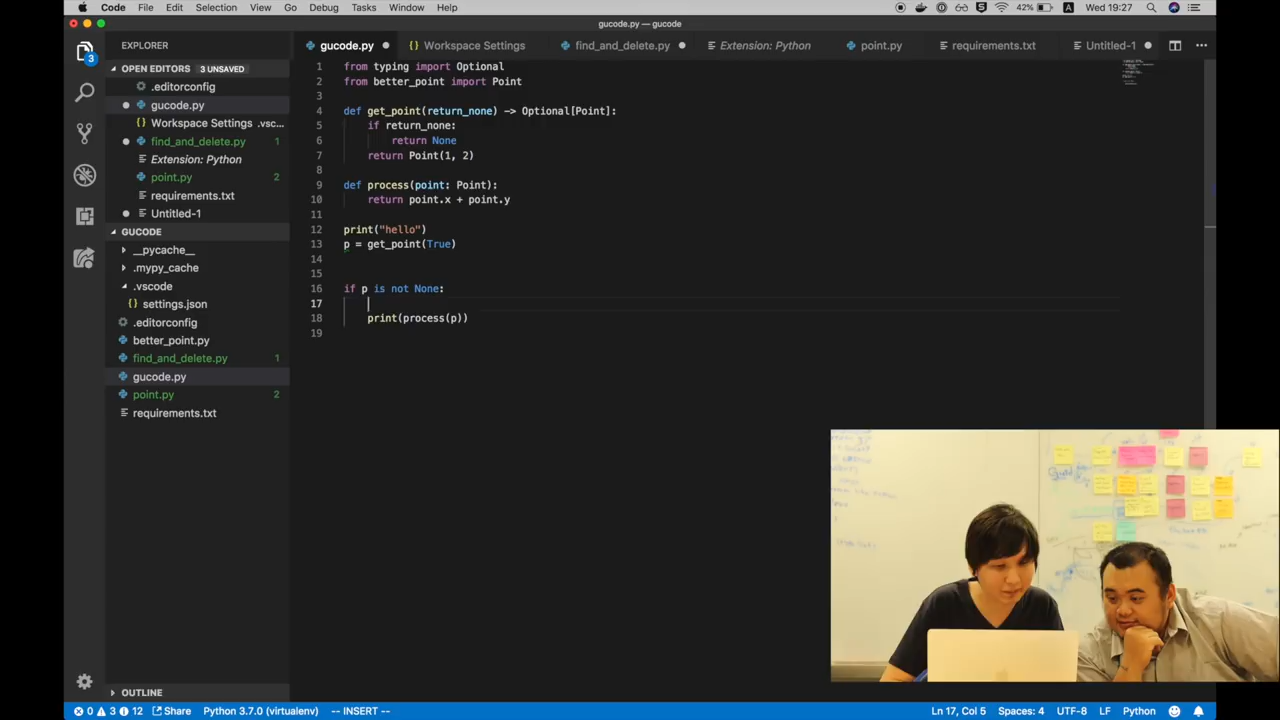 Code File Edit Selection View Go Debug Tasks Window Help 42% A Wed 19:27
gucode.py — gucode
EXPLORER
OPEN EDITORS 3 UNSAVED
.editorconfig
gucode.py
Workspace Settings .vsc...
find_and_delete.py 1
Extension: Python
point.py 2
requirements.txt
Untitled-1
GUCODE
__pycache__
.mypy_cache
.vscode
settings.json
.editorconfig
better_point.py
find_and_delete.py 1
gucode.py
point.py 2
requirements.txt
OUTLINE
3
gucode.py Workspace Settings find_and_delete.py Extension: Python point.py requirements.txt Untitled-1
1 from typing import Optional
2 from better_point import Point
3
4 def get_point(return_none) -> Optional[Point]:
5 if return_none:
6 return None
7 return Point(1, 2)
8
9 def process(point: Point):
10 return point.x + point.y
11
12 print("hello")
13 p = get_point(True)
14
15
16 if p is not None:
17
18 print(process(p))
19
0 3 12 Share Python 3.7.0 (virtualenv) -- INSERT -- Ln 17, Col 5 Spaces: 4 UTF-8 LF Python